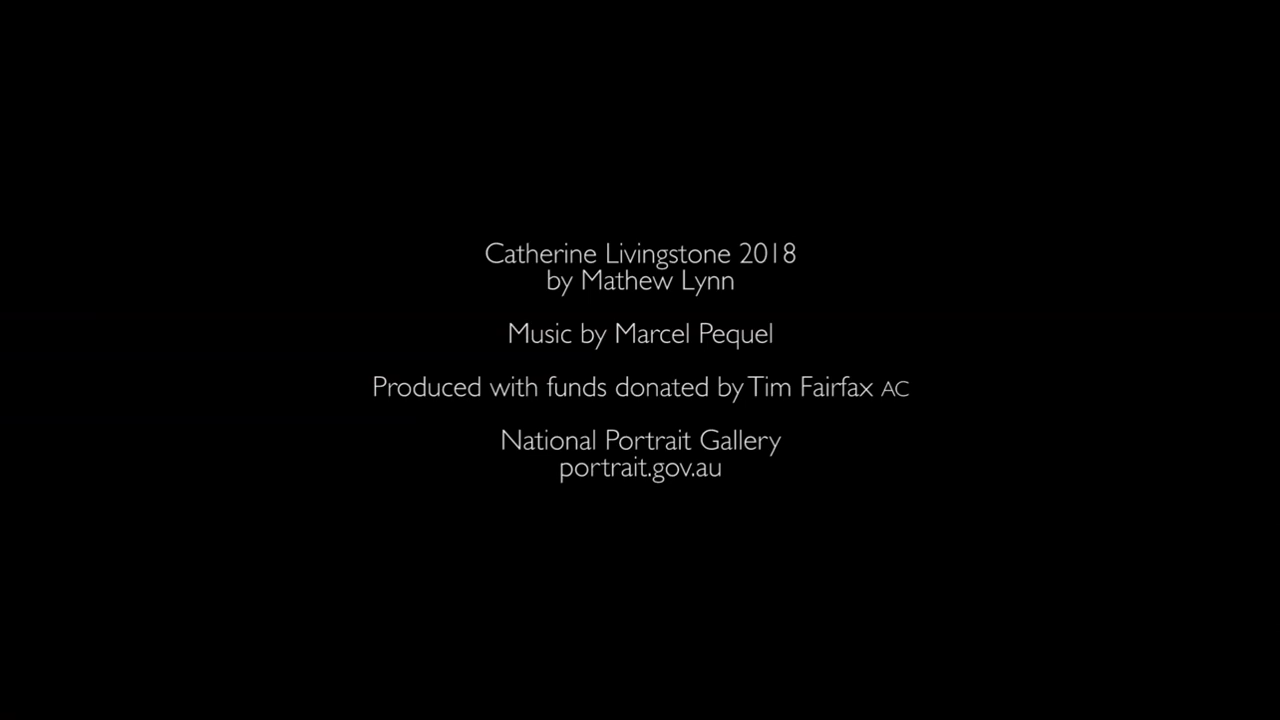 Catherine Livingstone 2018
by Mathew Lynn
Music by Marcel Pequel
Produced with funds donated by Tim Fairfax AC
National Portrait Gallery
portrait.gov.au